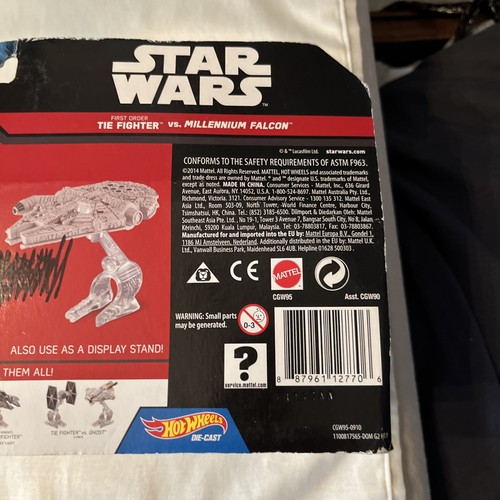 STAR
WARS
FIRST ORDER
TIE FIGHTER™ vs. MILLENNIUM FALCON™
© & ™ Lucasfilm Ltd. starwars.com
CONFORMS TO THE SAFETY REQUIREMENTS OF ASTM F963.
©2014 Mattel. All Rights Reserved. MATTEL, HOT WHEELS and associated trademarks
and trade dress are owned by Mattel. ® and ™ designate U.S. trademarks of Mattel,
except as noted. MADE IN CHINA. Consumer Services - Mattel, Inc., 636 Girard
Avenue, East Aurora, NY 14052, U.S.A. 1-800-524-8697. Mattel Australia Pty. Ltd.,
Richmond, Victoria. 3121. Consumer Advisory Service - 1300 135 312. Mattel East
Asia Ltd., Room 503-09, North Tower, World Finance Centre, Harbour City,
Tsimshatsui, HK, China. Tel.: (852) 3185-6500. Diimport & Diedarkan Oleh: Mattel
Southeast Asia Pte. Ltd., No 19-1, Tower 3 Avenue 7, Bangsar South City, No 8, Jalan
Kerinchi, 59200 Kuala Lumpur, Malaysia. Tel: 03-78803817, Fax: 03-78803867.
Manufactured for and imported into the EU by: Mattel Europa B.V., Gondel 1,
1186 MJ Amstelveen, Nederland. Additionally distributed in the EU by: Mattel U.K.
Ltd., Vanwall Business Park, Maidenhead SL6 4UB. Helpline 01628 500303.
CE
MATTEL
CGW95
Asst. CGW90
WARNING: Small parts
may be generated.
0-3
?
service.mattel.com
8 87961 12770 6
ALSO USE AS A DISPLAY STAND!
THEM ALL!
TIE FIGHTER™ vs. GHOST™
Hot Wheels
DIE-CAST
CGW95-0910
1100817565-DOM G2